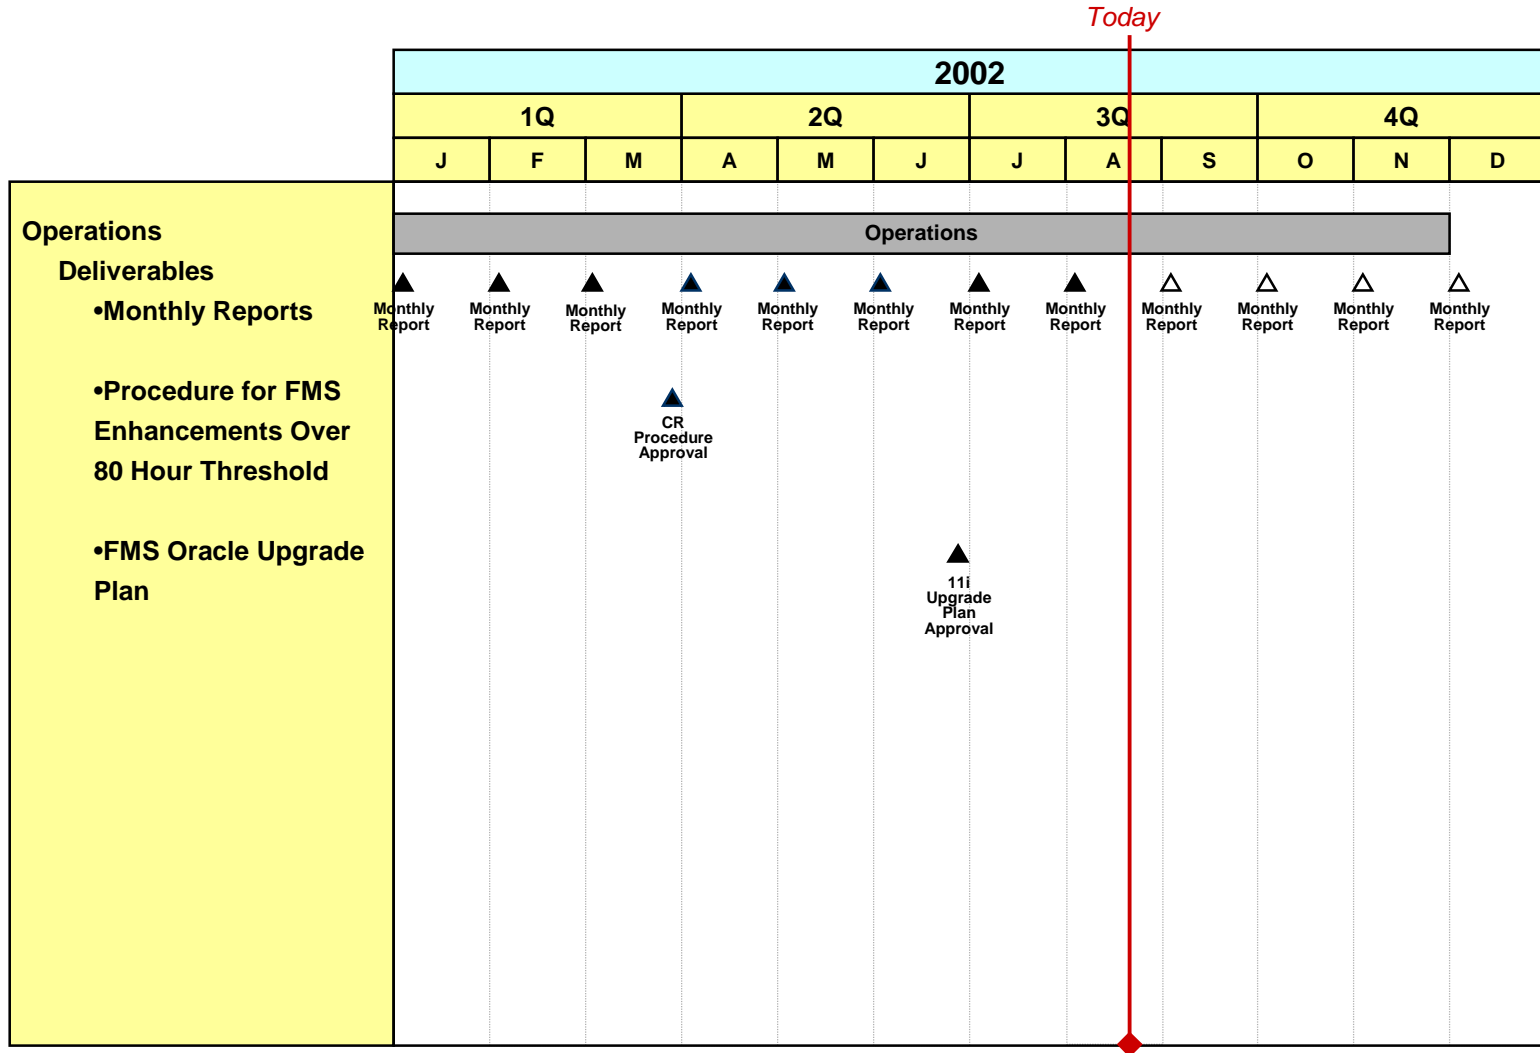 Today
2002
1Q 2Q 3Q 4Q
J F M A M J J A S O N D
Operations
Operations
Deliverables
•Monthly Reports
Monthly Monthly Monthly Monthly Monthly Monthly Monthly Monthly Monthly Monthly Monthly Monthly
Report Report Report Report Report Report Report Report Report Report Report Report
•Procedure for FMS
Enhancements Over
80 Hour Threshold
CR
Procedure
Approval
•FMS Oracle Upgrade
Plan
11i
Upgrade
Plan
Approval